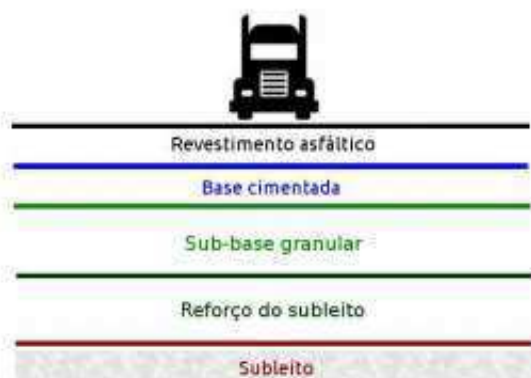 Revestimento asfáltico
Base cimentada
Sub-base granular
Reforço do subleito
Subleito